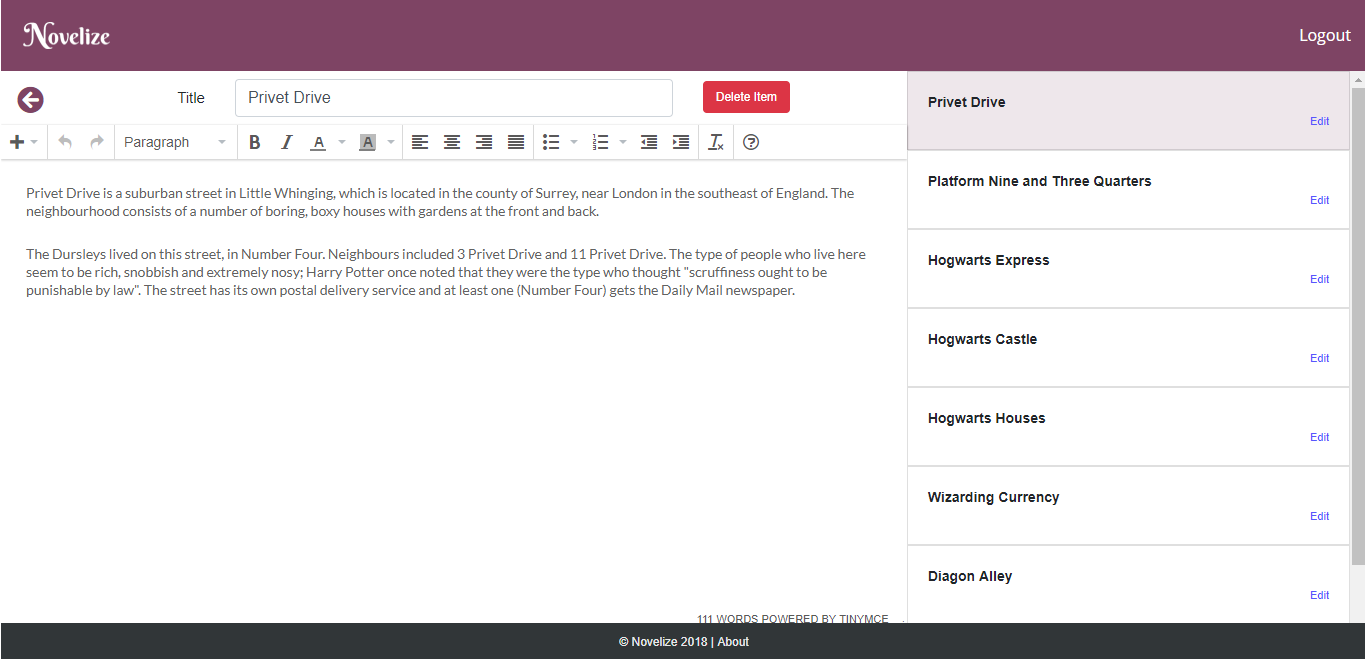 Novelize
Logout
Title
Privet Drive
Delete Item
Paragraph
B I A A
Privet Drive is a suburban street in Little Whinging, which is located in the county of Surrey, near London in the southeast of England. The
neighbourhood consists of a number of boring, boxy houses with gardens at the front and back.
The Dursleys lived on this street, in Number Four. Neighbours included 3 Privet Drive and 11 Privet Drive. The type of people who live here
seem to be rich, snobbish and extremely nosy; Harry Potter once noted that they were the type who thought "scruffiness ought to be
punishable by law". The street has its own postal delivery service and at least one (Number Four) gets the Daily Mail newspaper.
111 WORDS POWERED BY TINYMCE
Privet Drive
Edit
Platform Nine and Three Quarters
Edit
Hogwarts Express
Edit
Hogwarts Castle
Edit
Hogwarts Houses
Edit
Wizarding Currency
Edit
Diagon Alley
Edit
© Novelize 2018 | About